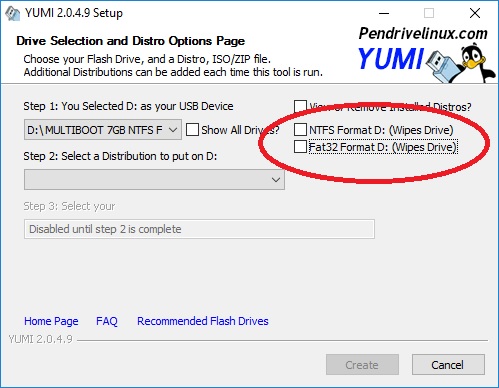 YUMI 2.0.4.9 Setup
Drive Selection and Distro Options Page
Choose your Flash Drive, and a Distro, ISO/ZIP file.
Additional Distributions can be added each time this tool is run.
Pendrivelinux.com
YUMI
Step 1: You Selected D: as your USB Device
View or Remove Installed Distros?
D:\ MULTIBOOT 7GB NTFS F
Show All Drives?
NTFS Format D: (Wipes Drive)
Fat32 Format D: (Wipes Drive)
Step 2: Select a Distribution to put on D:
Step 3: Select your
Disabled until step 2 is complete
Home Page FAQ Recommended Flash Drives
YUMI 2.0.4.9
Create Cancel